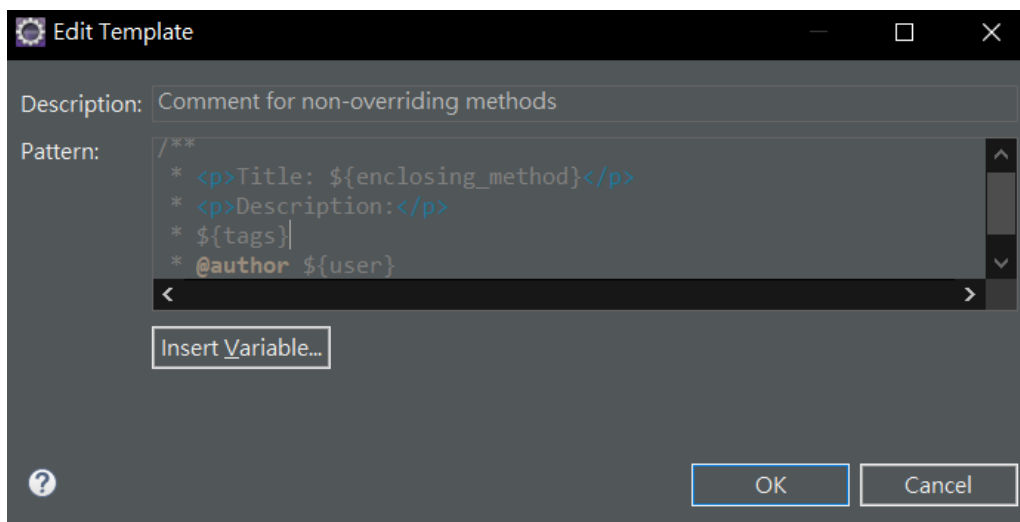 Edit Template
Description: Comment for non-overriding methods
Pattern:
/**
* <p>Title: ${enclosing_method}</p>
* <p>Description:</p>
* ${tags}
* @author ${user}
Insert Variable...
OK
Cancel